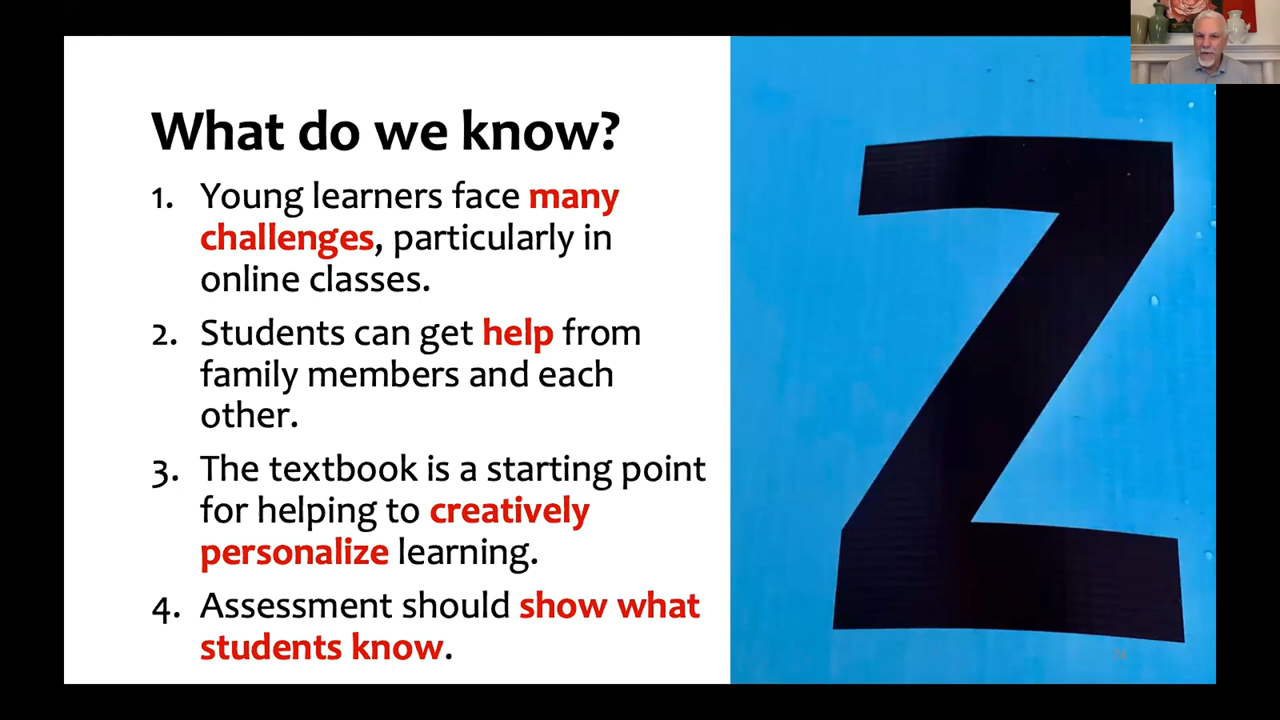 What do we know?
1. Young learners face many
challenges, particularly in
online classes.
2. Students can get help from
family members and each
other.
3. The textbook is a starting point
for helping to creatively
personalize learning.
4. Assessment should show what
students know.
Z